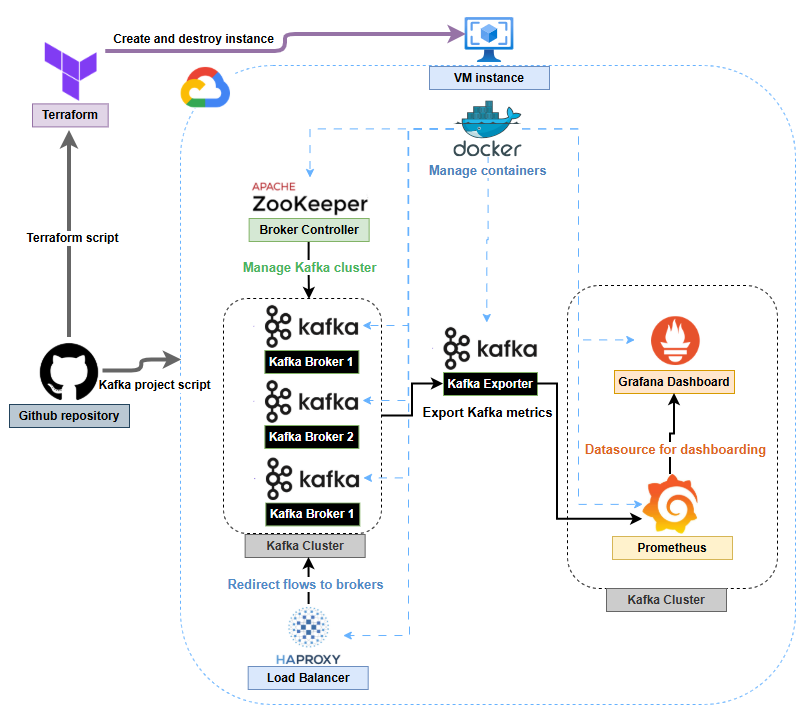 Create and destroy instance
VM instance
Terraform
docker
Manage containers
APACHE
ZooKeeper
Broker Controller
Terraform script
Manage Kafka cluster
kafka
Kafka Broker 1
kafka
Kafka Exporter
Export Kafka metrics
Grafana Dashboard
Kafka project script
Github repository
kafka
Kafka Broker 2
Datasource for dashboarding
kafka
Kafka Broker 1
Kafka Cluster
Prometheus
Redirect flows to brokers
Kafka Cluster
HAPROXY
Load Balancer